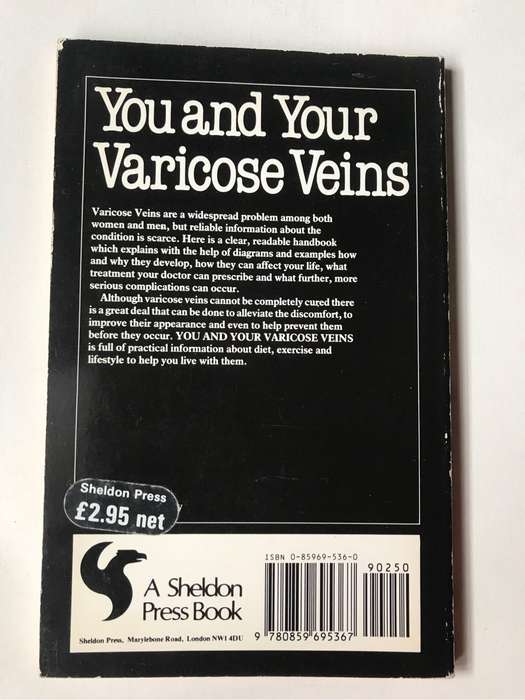 You and Your
Varicose Veins
Varicose Veins are a widespread problem among both
women and men, but reliable information about the
condition is scarce. Here is a clear, readable handbook
which explains with the help of diagrams and examples how
and why they develop, how they can affect your life, what
treatment your doctor can prescribe and what further, more
serious complications can occur.
Although varicose veins cannot be completely cured there
is a great deal that can be done to alleviate the discomfort, to
improve their appearance and even to help prevent them
before they occur. YOU AND YOUR VARICOSE VEINS
is full of practical information about diet, exercise and
lifestyle to help you live with them.
Sheldon Press
£2.95 net
A Sheldon
Press Book
Sheldon Press, Marylebone Road, London NW1 4DU
ISBN 0-85969-536-0
90250
9 780859 695367